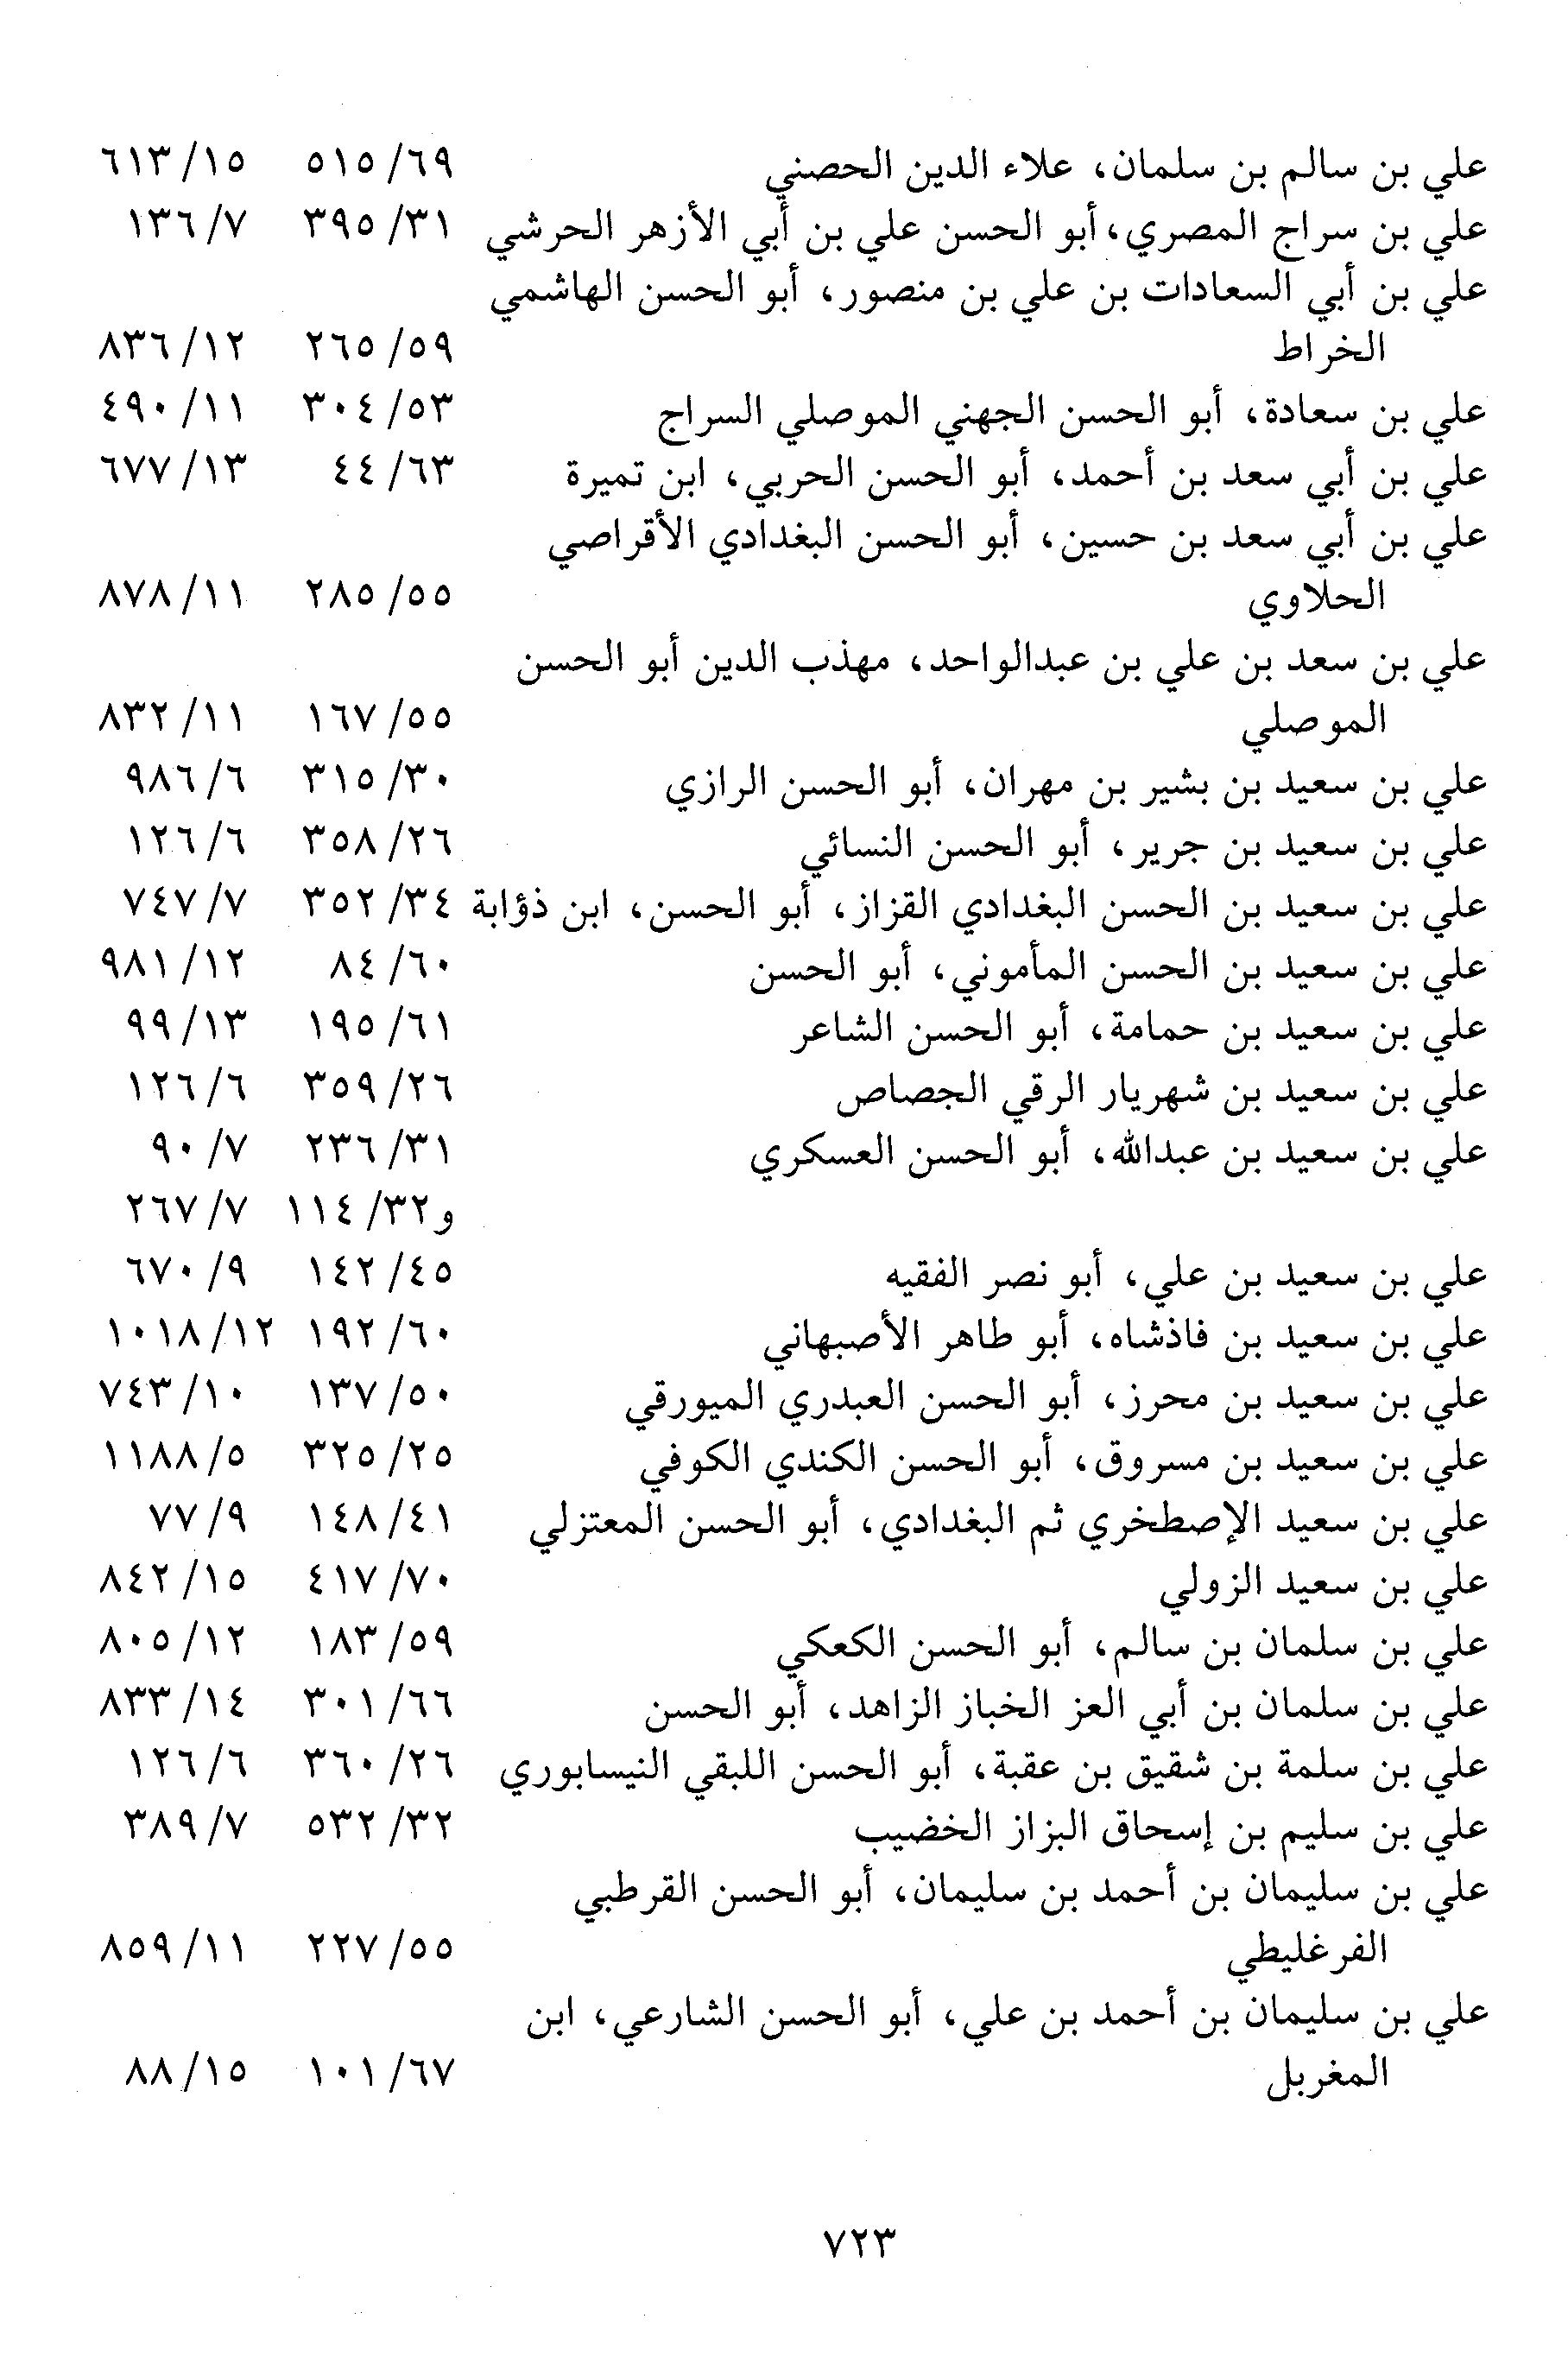 علي بن سالم بن سلمان، علاء الدين الحصني ٦٩/ ٥١٥ ١٥/ ٦١٣
علي بن سراج المصري، أبو الحسن علي بن أبي الأزهر الحرشي ٣١/ ٣٩٥ ٧/ ١٣٦
علي بن أبي السعادات بن علي بن منصور، أبو الحسن الهاشمي
الخراط ٥٩/ ٢٦٥ ١٢/ ٨٣٦
علي بن سعادة، أبو الحسن الجهني الموصلي السراج ٥٣/ ٣٠٤ ١١/ ٤٩٠
علي بن أبي سعد بن أحمد، أبو الحسن الحربي، ابن تميرة ٦٣/ ٤٤ ١٣/ ٦٧٧
علي بن أبي سعد بن حسين، أبو الحسن البغدادي الأقراصي
الحلاوي ٥٥/ ٢٨٥ ١١/ ٨٧٨
علي بن سعد بن علي بن عبدالواحد، مهذب الدين أبو الحسن
الموصلي ٥٥/ ١٦٧ ١١/ ٨٣٢
علي بن سعيد بن بشير بن مهران، أبو الحسن الرازي ٣٠/ ٣١٥ ٦/ ٩٨٦
علي بن سعيد بن جرير، أبو الحسن النسائي ٢٦/ ٣٥٨ ٦/ ١٢٦
علي بن سعيد بن الحسن البغدادي القزاز، أبو الحسن، ابن ذؤابة ٣٤/ ٣٥٢ ٧/ ٧٤٧
علي بن سعيد بن الحسن المأموني، أبو الحسن ٦٠/ ٨٤ ١٢/ ٩٨١
علي بن سعيد بن حمامة، أبو الحسن الشاعر ٦١/ ١٩٥ ١٣/ ٩٩
علي بن سعيد بن شهريار الرقي الجصاص ٢٦/ ٣٥٩ ٦/ ١٢٦
علي بن سعيد بن عبدالله، أبو الحسن العسكري ٣١/ ٢٣٦ ٧/ ٩٠
و٣٢/ ١١٤ ٧/ ٢٦٧
علي بن سعيد بن علي، أبو نصر الفقيه ٤٥/ ١٤٢ ٩/ ٦٧٠
علي بن سعيد بن فاذشاه، أبو طاهر الأصبهاني ٦٠/ ١٩٢ ١٢/ ١٠١٨
علي بن سعيد بن محرز، أبو الحسن العبدري الميورقي ٥٠/ ١٣٧ ١٠/ ٧٤٣
علي بن سعيد بن مسروق، أبو الحسن الكندي الكوفي ٢٥/ ٣٢٥ ٥/ ١١٨٨
علي بن سعيد الإصطخري ثم البغدادي، أبو الحسن المعتزلي ٤١/ ١٤٨ ٩/ ٧٧
علي بن سعيد الزولي ٧٠/ ٤١٧ ١٥/ ٨٤٢
علي بن سلمان بن سالم، أبو الحسن الكعكي ٥٩/ ١٨٣ ١٢/ ٨٠٥
علي بن سلمان بن أبي العز الخباز الزاهد، أبو الحسن ٦٦/ ٣٠١ ١٤/ ٨٣٣
علي بن سلمة بن شقيق بن عقبة، أبو الحسن اللبقي النيسابوري ٢٦/ ٣٦٠ ٦/ ١٢٦
علي بن سليم بن إسحاق البزاز الخضيب ٣٢/ ٥٣٢ ٧/ ٣٨٩
علي بن سليمان بن أحمد بن سليمان، أبو الحسن القرطبي
الفرغليطي ٥٥/ ٢٢٧ ١١/ ٨٥٩
علي بن سليمان بن أحمد بن علي، أبو الحسن الشارعي، ابن
المغربل ٦٧/ ١٠١ ١٥/ ٨٨
٧٢٣